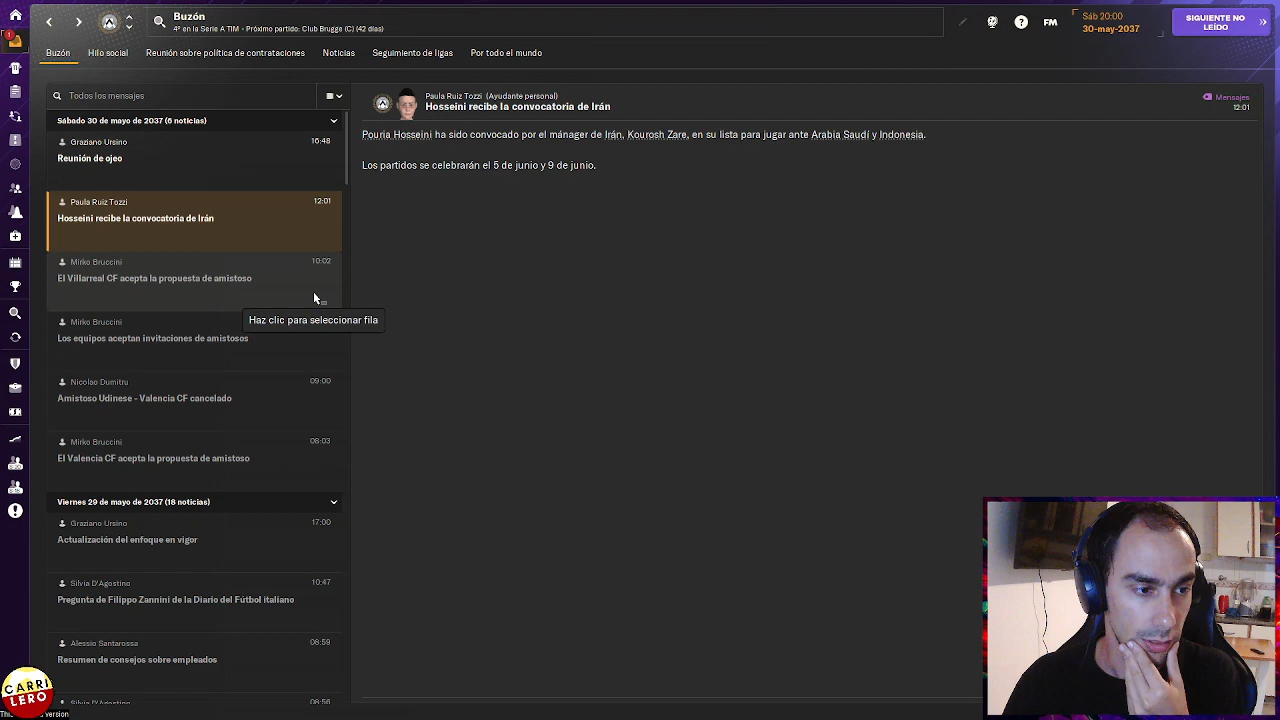 Buzón
4º en la Serie A TIM - Próximo partido: Club Brugge (C) (42 días)
Sáb 20:00
30-may-2037
SIGUIENTE NO LEÍDO
FM
1
Buzón
Hilo social
Reunión sobre política de contrataciones
Noticias
Seguimiento de ligas
Por todo el mundo
Todos los mensajes
Sábado 30 de mayo de 2037 (6 noticias)
Graziano Ursino 16:48
Reunión de ojeo
Paula Ruiz Tozzi 12:01
Hosseini recibe la convocatoria de Irán
Mirko Bruccini 10:02
El Villarreal CF acepta la propuesta de amistoso
Haz clic para seleccionar fila
Mirko Bruccini
Los equipos aceptan invitaciones de amistosos
Nicolao Dumitru 09:00
Amistoso Udinese - Valencia CF cancelado
Mirko Bruccini 08:03
El Valencia CF acepta la propuesta de amistoso
Viernes 29 de mayo de 2037 (18 noticias)
Graziano Ursino 17:00
Actualización del enfoque en vigor
Silvia D'Agostino 10:47
Pregunta de Filippo Zannini de la Diario del Fútbol italiano
Alessio Santarossa 08:59
Resumen de consejos sobre empleados
Silvia D'Agostino 08:56
Paula Ruiz Tozzi (Ayudante personal)
Hosseini recibe la convocatoria de Irán
Mensajes
12:01
Pouria Hosseini ha sido convocado por el mánager de Irán, Kourosh Zare, en su lista para jugar ante Arabia Saudí y Indonesia.
Los partidos se celebrarán el 5 de junio y 9 de junio.
CARRI
LERO